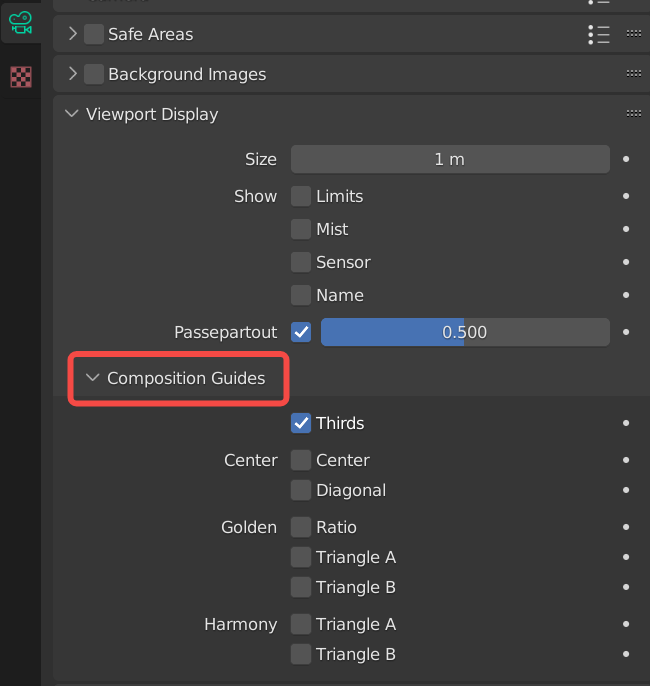 Safe Areas
Background Images
Viewport Display
Size 1 m
Show Limits
Mist
Sensor
Name
Passepartout 0.500
Composition Guides
Thirds
Center Center
Diagonal
Golden Ratio
Triangle A
Triangle B
Harmony Triangle A
Triangle B